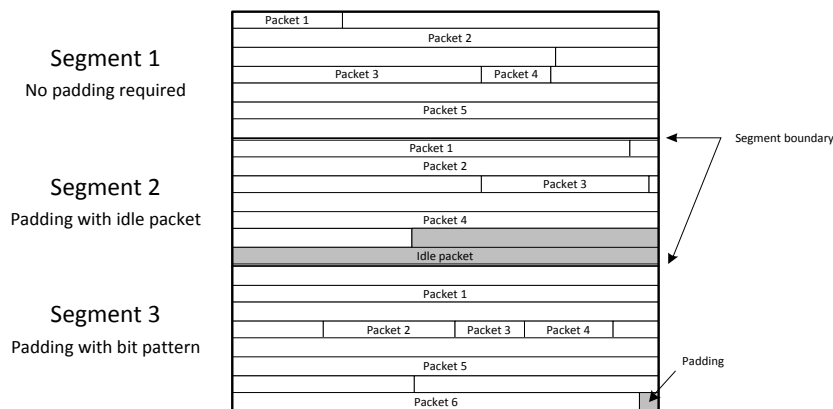 Packet 1
Packet 2
Segment 1
No padding required
Packet 3
Packet 4
Packet 5
Segment boundary
Packet 1
Packet 2
Segment 2
Padding with idle packet
Packet 3
Packet 4
Idle packet
Packet 1
Segment 3
Padding with bit pattern
Packet 2
Packet 3
Packet 4
Packet 5
Padding
Packet 6